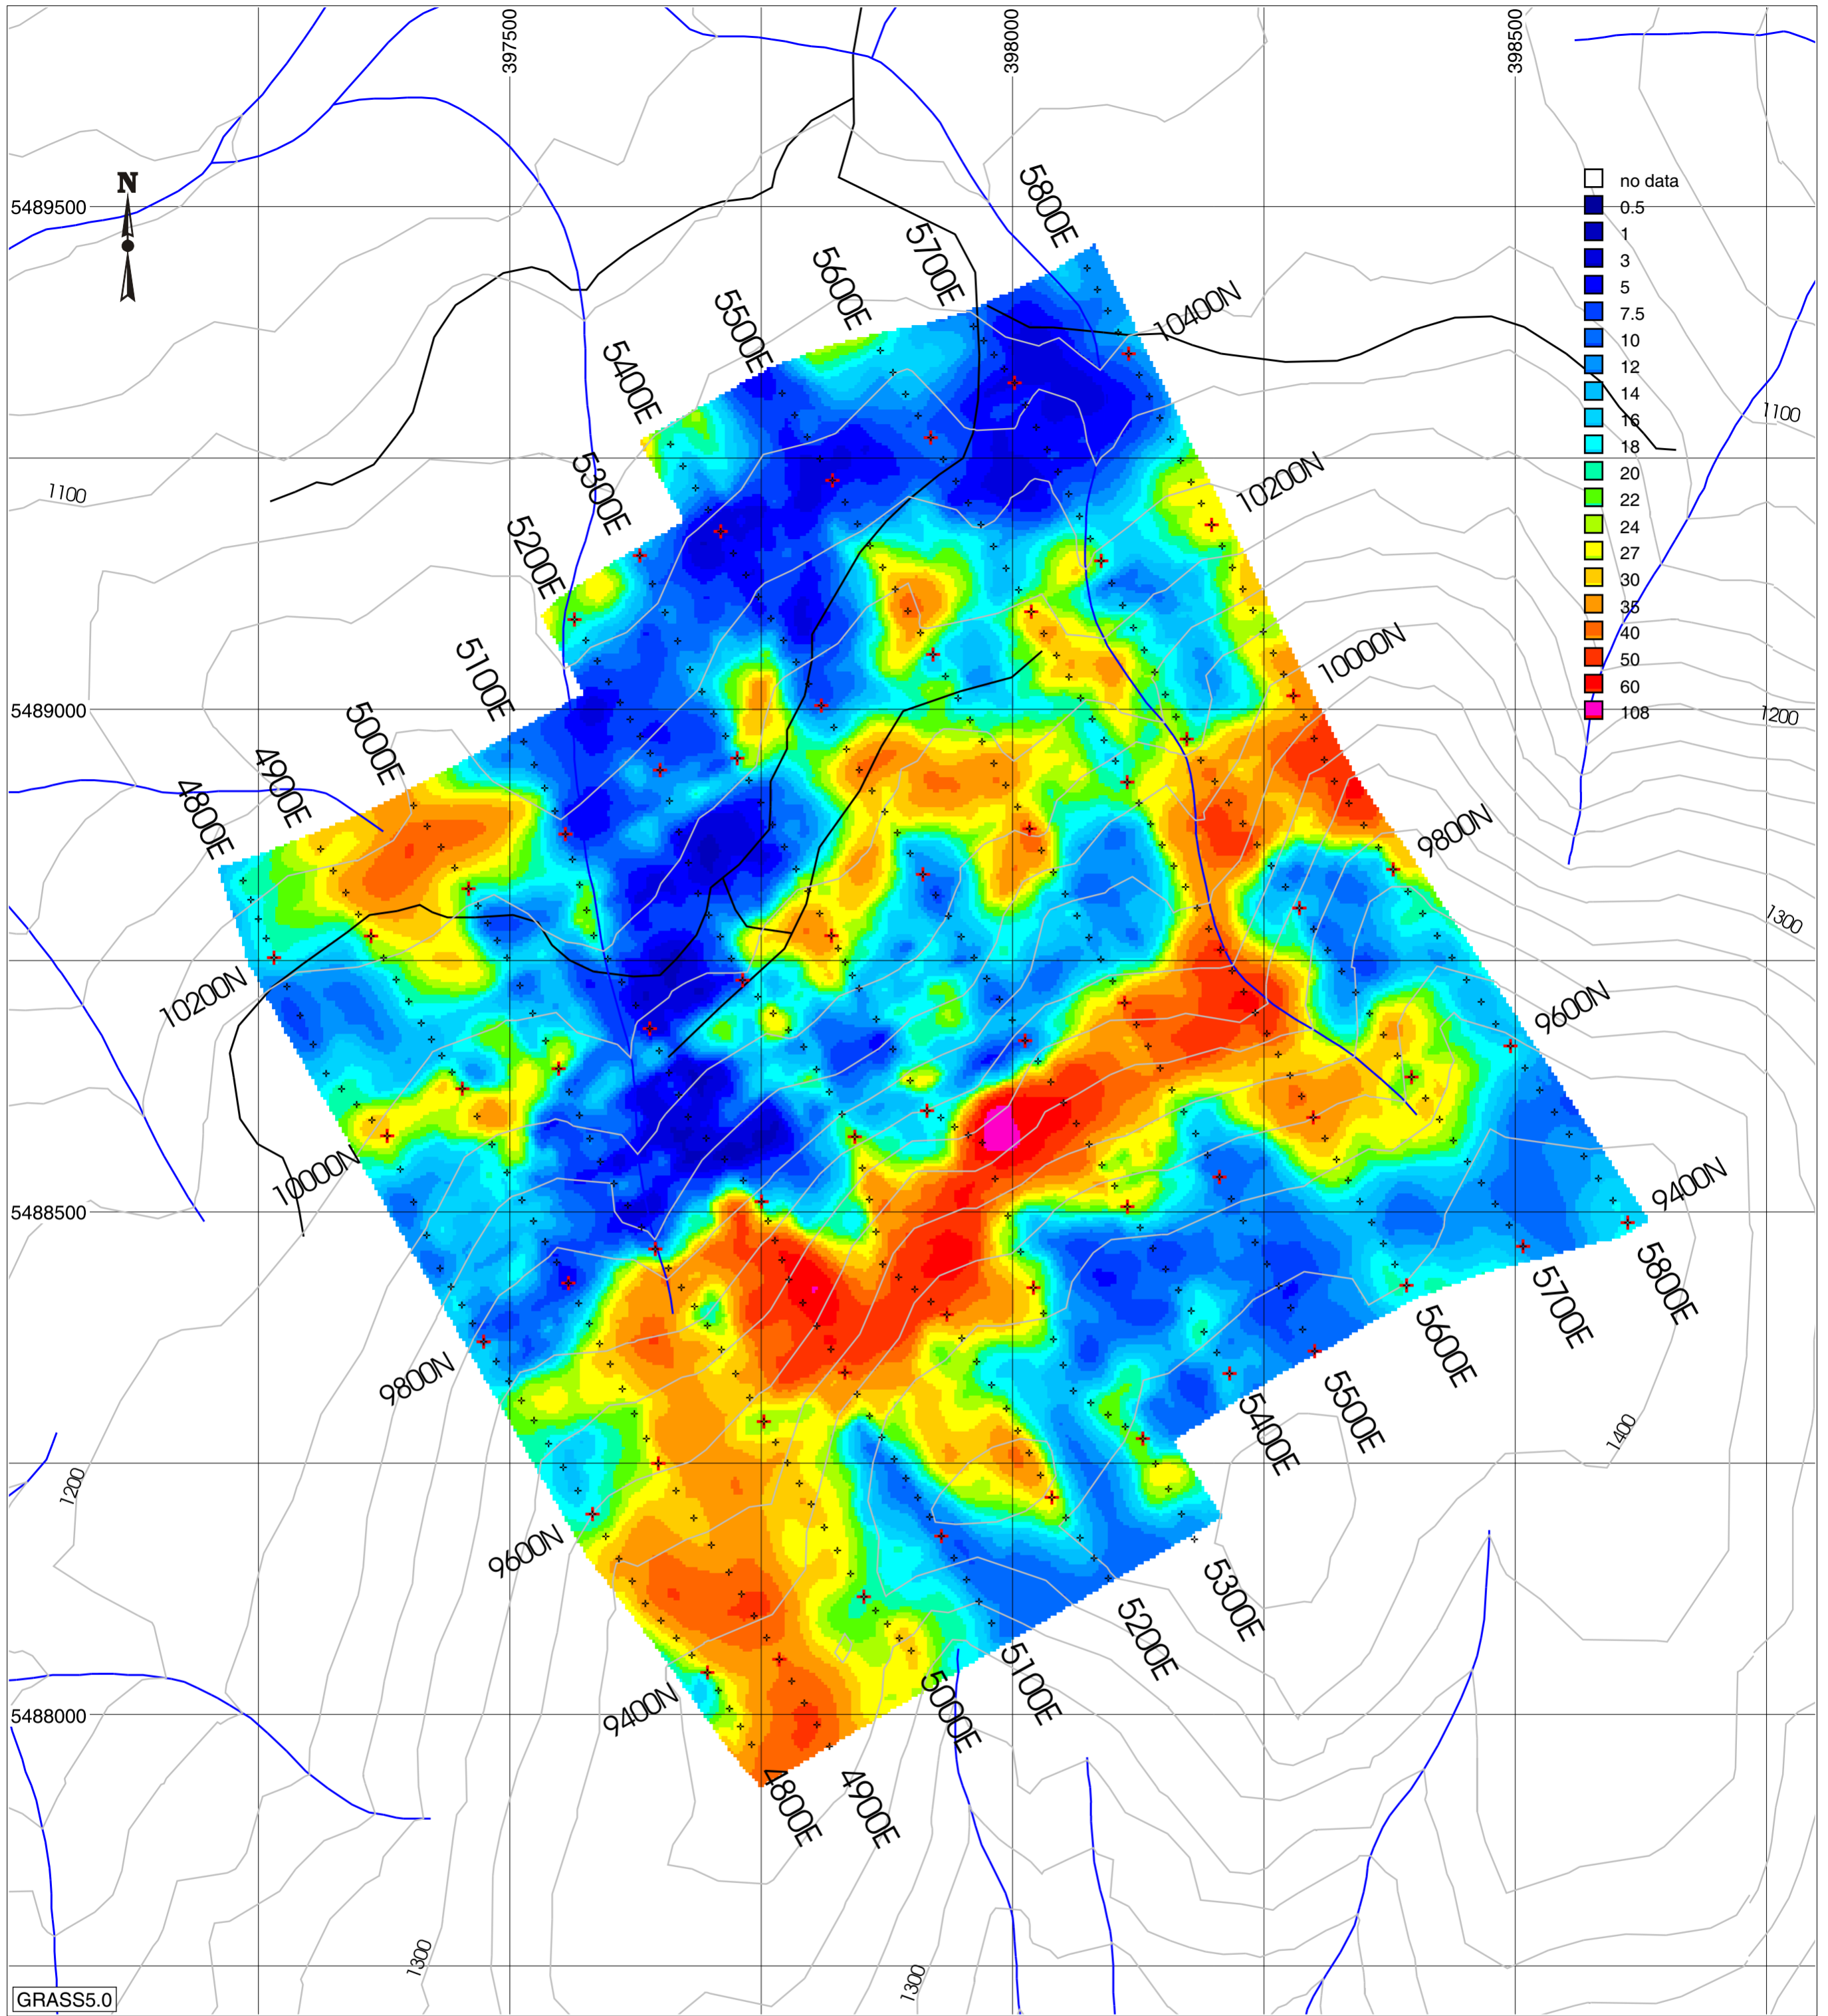 397500
398000
398500
N
5489500
5489000
5488500
5488000
no data
0.5
1
3
5
7.5
10
12
14
16
18
20
22
24
27
30
35
40
50
60
108
5800E
5700E
5600E
5500E
5400E
5300E
5200E
5100E
5000E
4900E
4800E
10400N
10200N
10000N
9800N
9600N
9400N
10200N
10000N
9800N
9600N
9400N
5800E
5700E
5600E
5500E
5400E
5300E
5200E
5100E
5000E
4900E
4800E
1100
1100
1200
1300
1400
1200
1300
1300
GRASS5.0